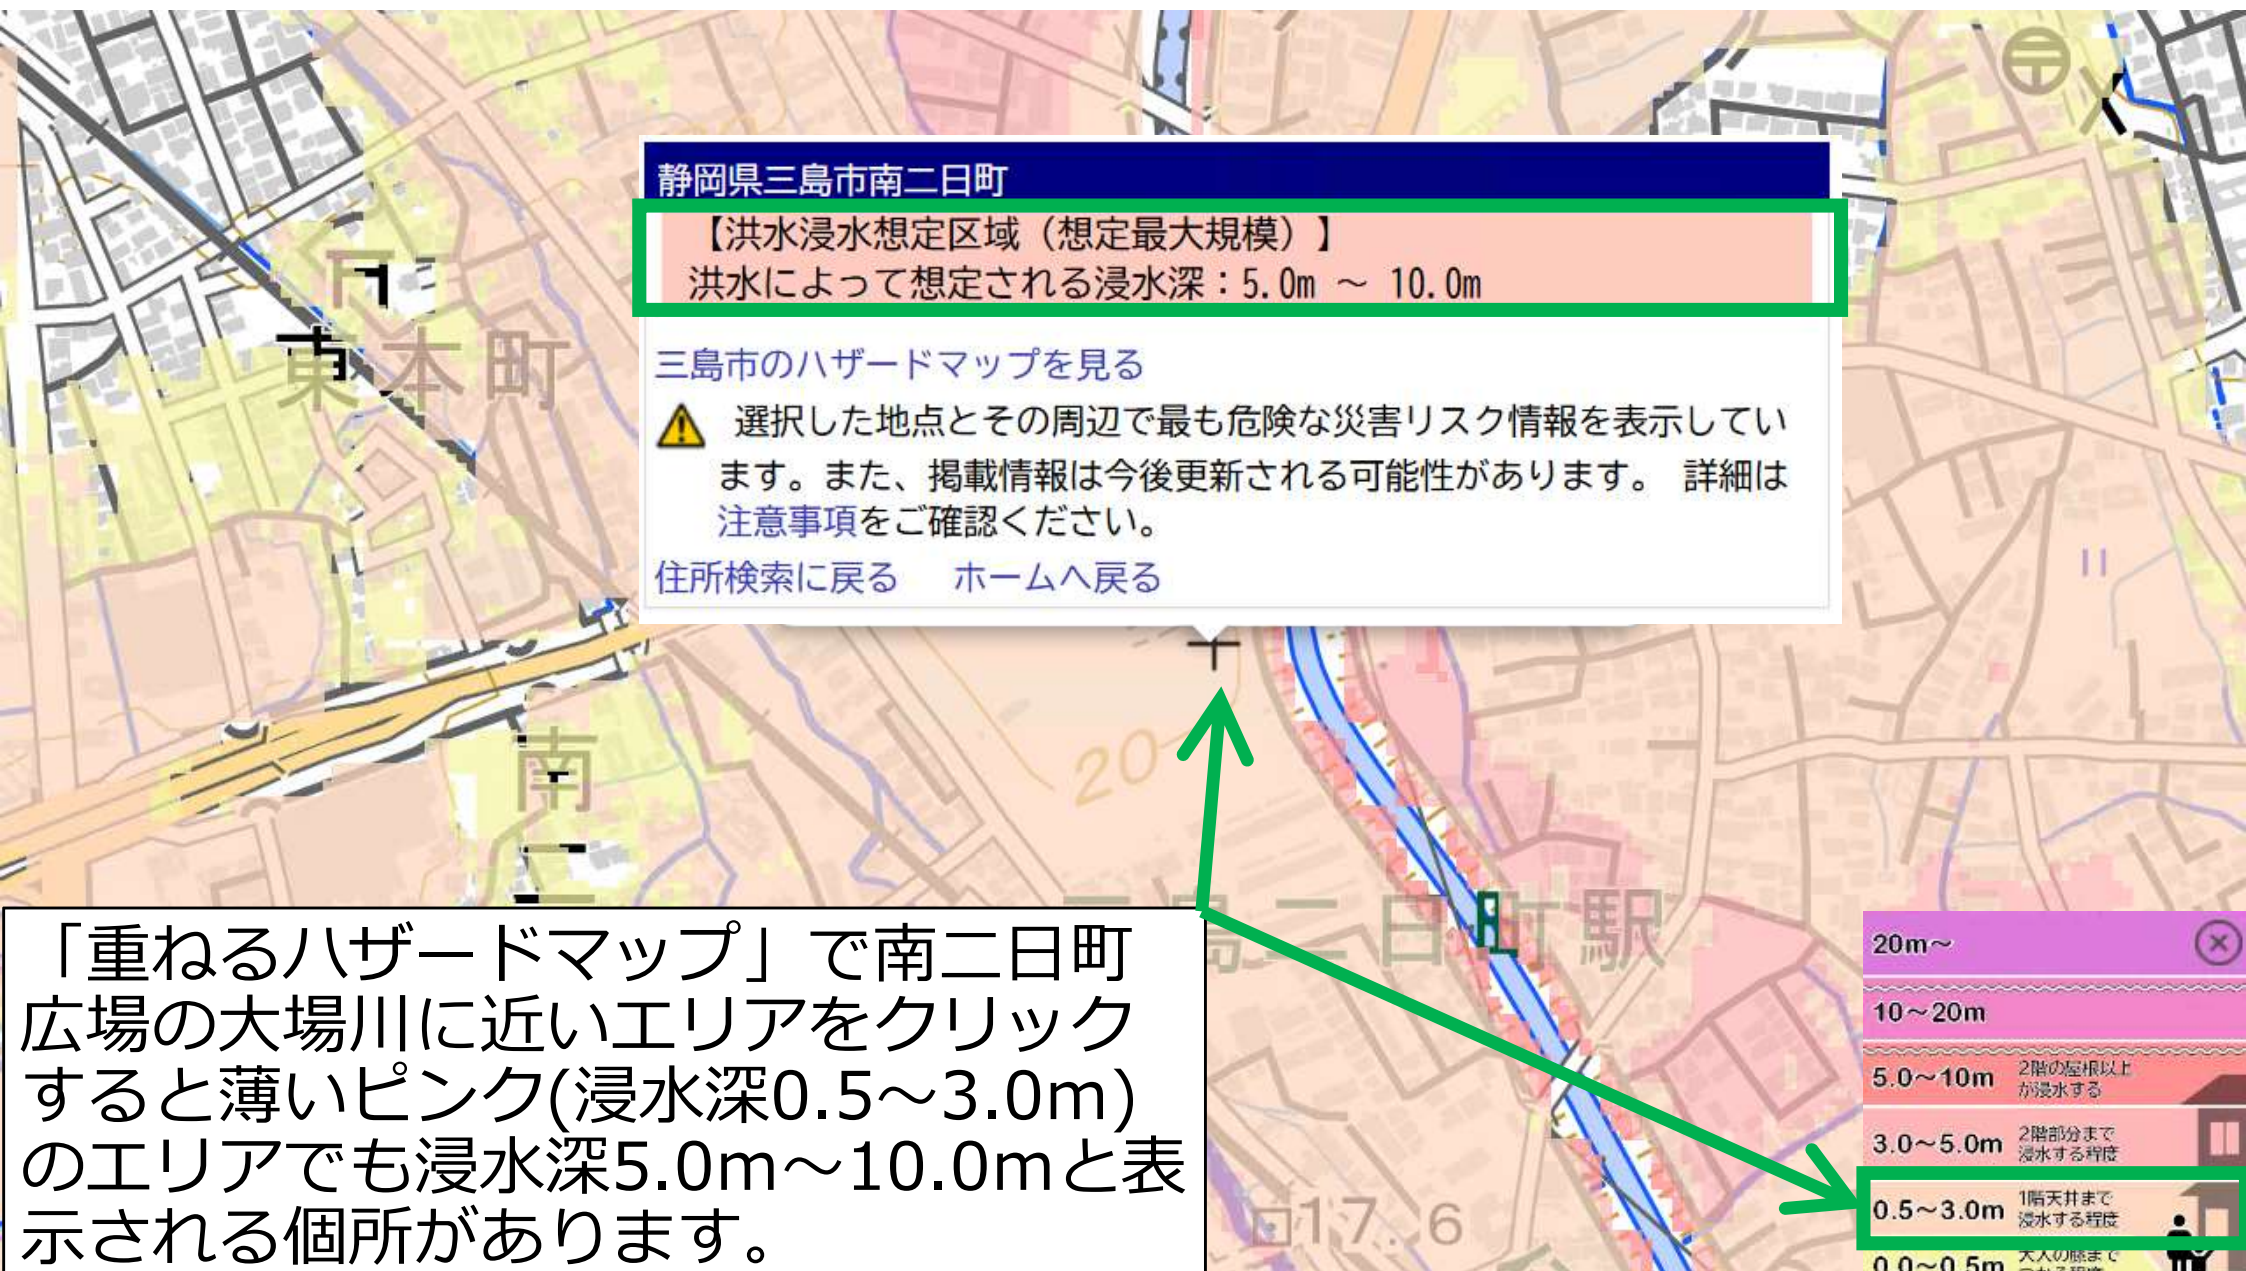 静岡県三島市南二日町
【洪水浸水想定区域（想定最大規模）】
洪水によって想定される浸水深：5.0m ～ 10.0m
三島市のハザードマップを見る
選択した地点とその周辺で最も危険な災害リスク情報を表示してい
ます。また、掲載情報は今後更新される可能性があります。 詳細は
注意事項をご確認ください。
住所検索に戻る ホームへ戻る
東本町
南二
20
三島二日町駅
17.6
「重ねるハザードマップ」で南二日町
広場の大場川に近いエリアをクリック
すると薄いピンク(浸水深0.5～3.0m)
のエリアでも浸水深5.0m～10.0mと表
示される個所があります。
20m～
10～20m
5.0～10m 2階の屋根以上
が浸水する
3.0～5.0m 2階部分まで
浸水する程度
0.5～3.0m 1階天井まで
浸水する程度
0.0～0.5m 大人の膝まで